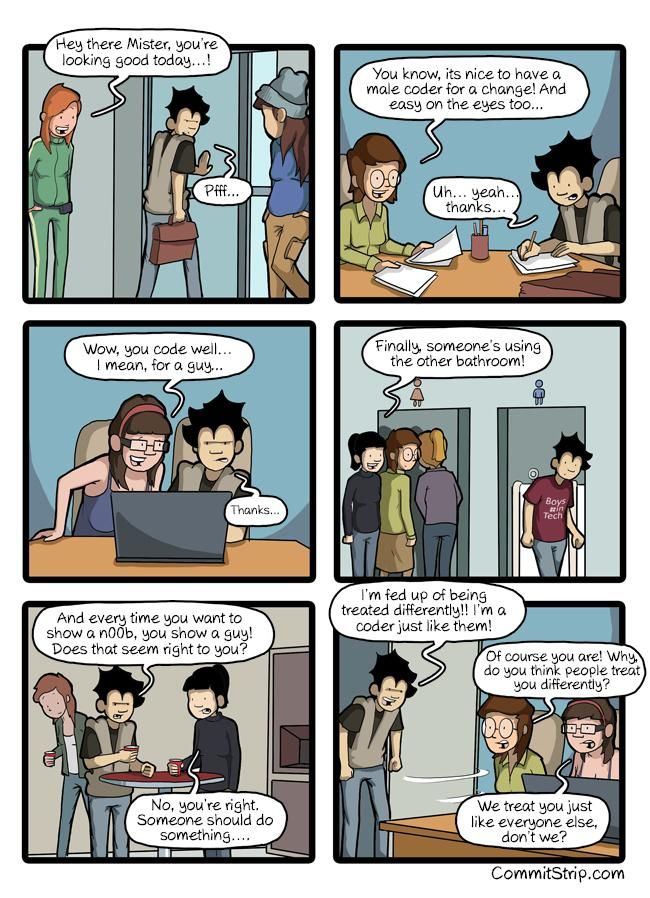 Hey there Mister, you're
looking good today...!
Pfff...
You know, its nice to have a
male coder for a change! And
easy on the eyes too...
Uh... yeah...
thanks...
Wow, you code well...
I mean, for a guy...
Thanks...
Finally, someone's using
the other bathroom!
Boys
#in
Tech
And every time you want to
show a n00b, you show a guy!
Does that seem right to you?
No, you're right.
Someone should do
something....
I'm fed up of being
treated differently!! I'm a
coder just like them!
Of course you are! Why,
do you think people treat
you differently?
We treat you just
like everyone else,
don't we?
CommitStrip.com